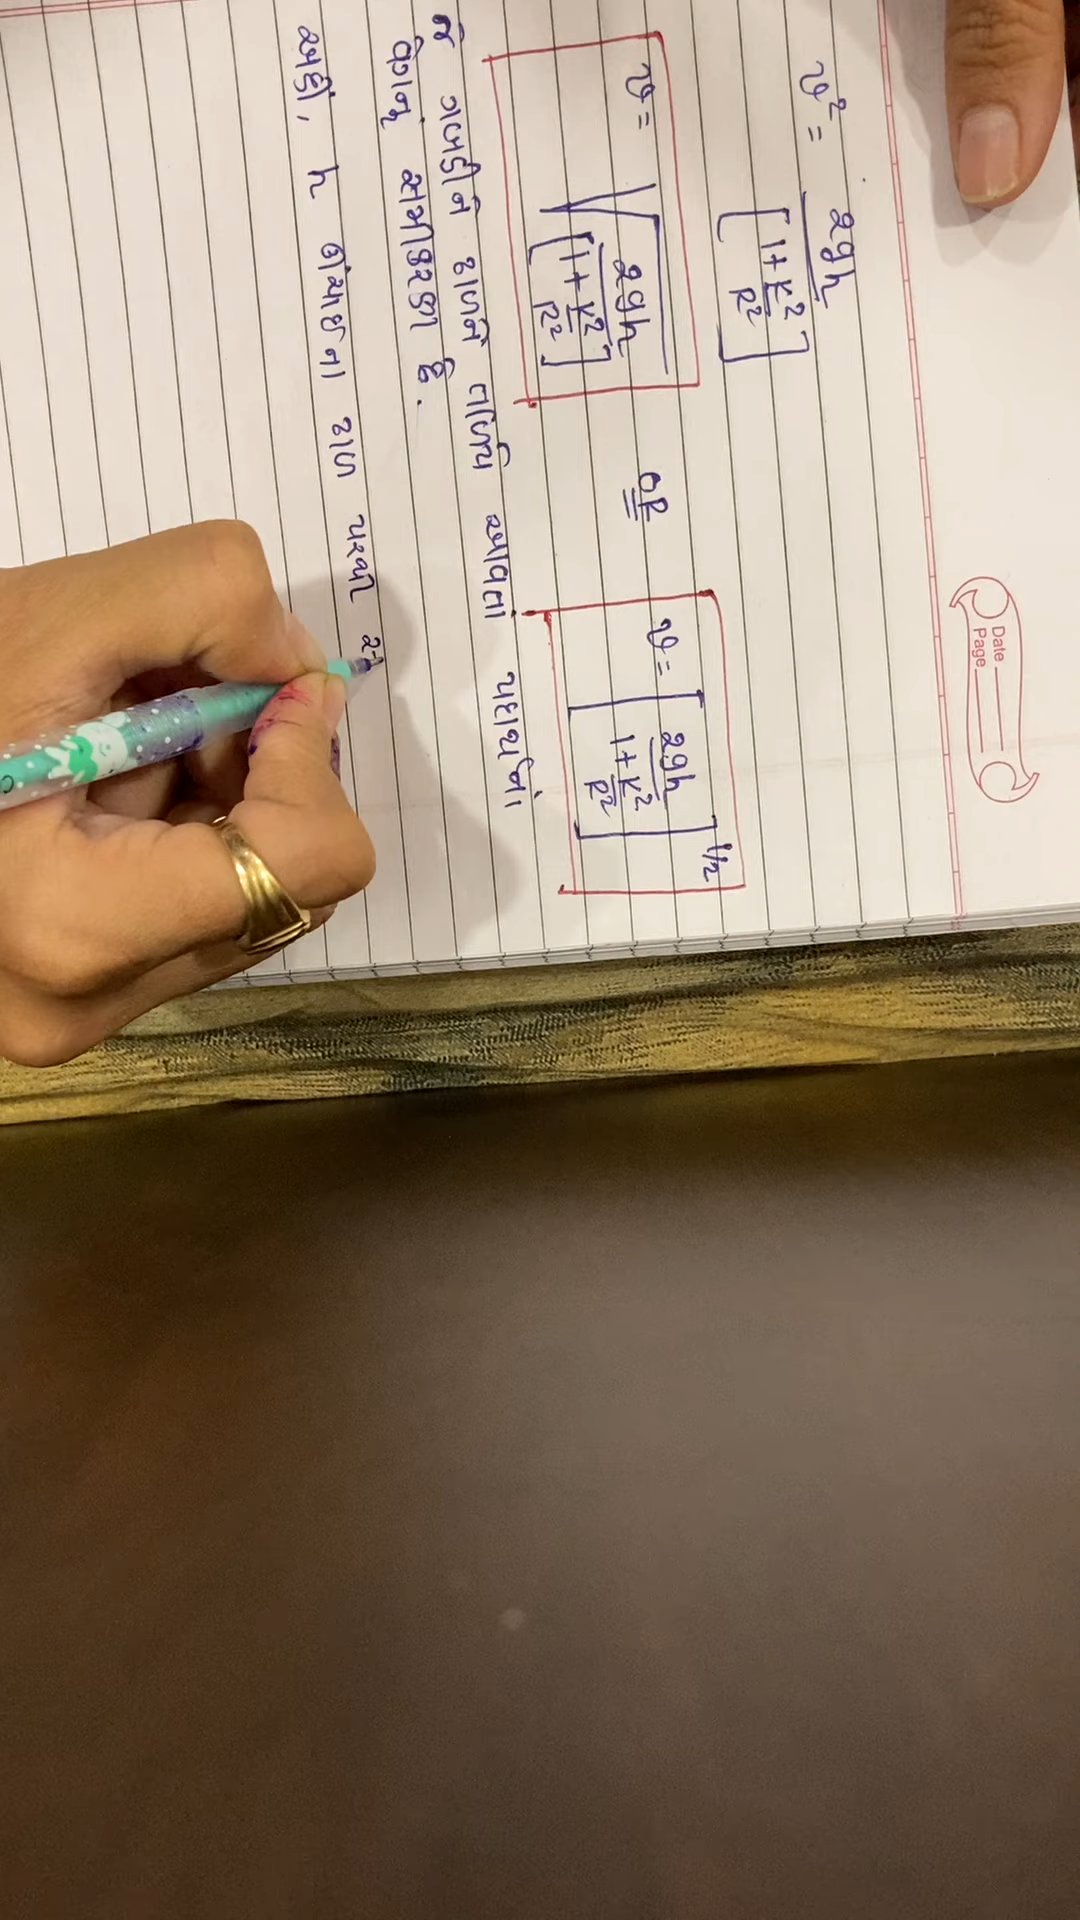 Date
Page
v² = 2gh / [1 + K²/R²]
v = √(2gh / [1 + K²/R²]) OR v = [2gh / 1 + K²/R²]^1/2
જે ગબડીને ઢાળને તળિયે આવતા પદાર્થનાં
વેગનું સમીકરણ છે.
અહીં, h ઊંચાઇના ઢાળ પરથી